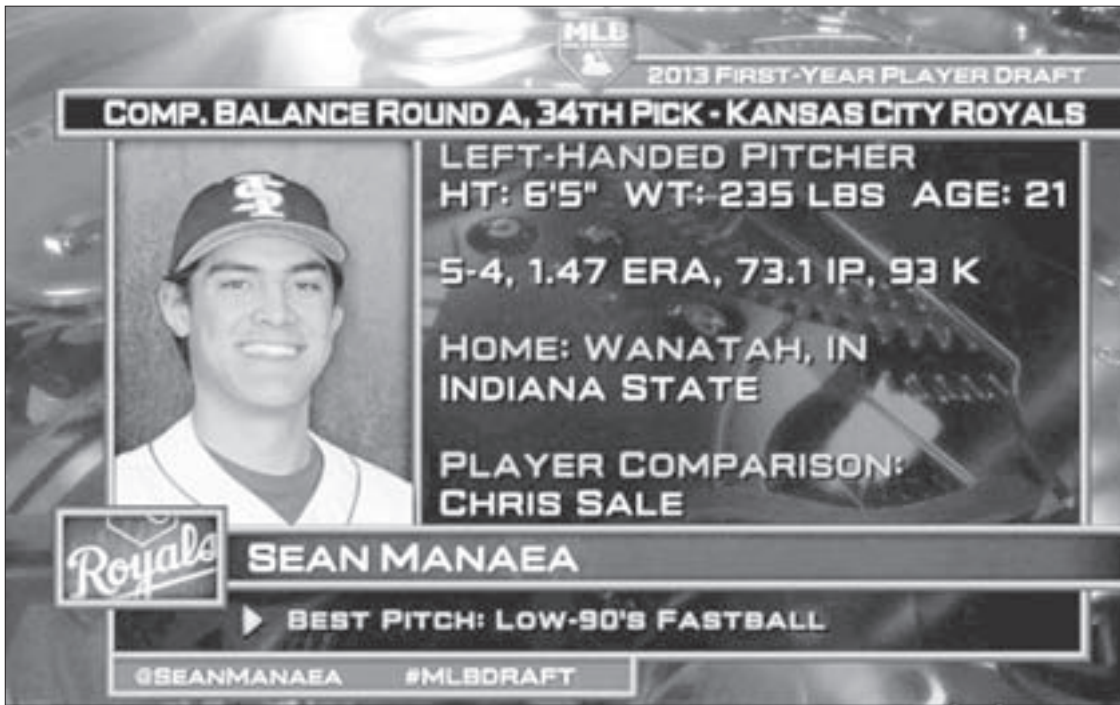 MLB
2013 First-Year Player Draft
Comp. Balance Round A, 34th Pick - Kansas City Royals
Left-Handed Pitcher
HT: 6'5" WT: 235 lbs Age: 21
5-4, 1.47 ERA, 73.1 IP, 93 K
Home: Wanatah, IN
Indiana State
Player Comparison:
Chris Sale
Royals
Sean Manaea
Best Pitch: Low-90's Fastball
@SeanManaea #MLBDraft